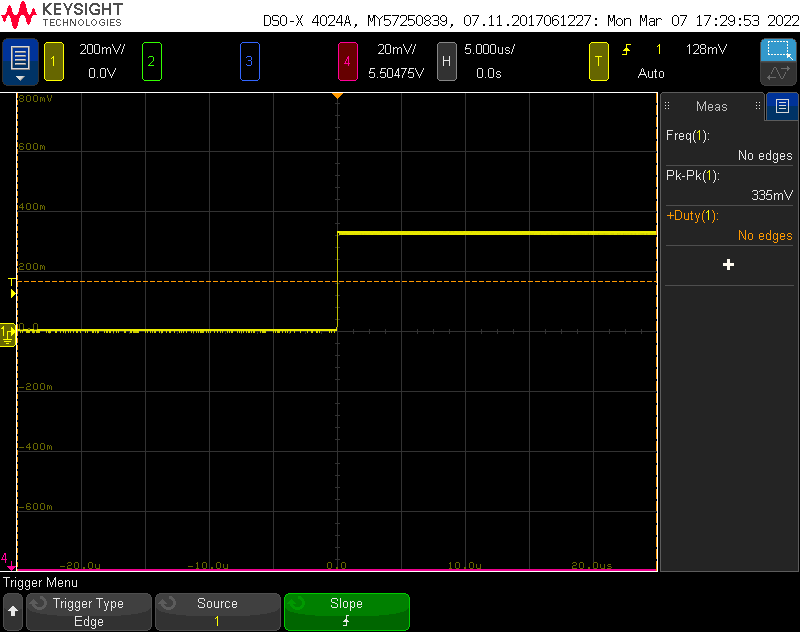 KEYSIGHT
TECHNOLOGIES
DSO-X 4024A, MY57250839, 07.11.2017061227: Mon Mar 07 17:29:53 2022
1
200mV/
0.0V
2
3
4
20mV/
5.50475V
H
5.000us/
0.0s
T
1
128mV
Auto
800mV
600m
400m
200m
T
1
0.0
-200m
-400m
-600m
4
-20.0u
-10.0u
0.0
10.0u
20.0us
Meas
Freq(1):
No edges
Pk-Pk(1):
335mV
+Duty(1):
No edges
Trigger Menu
Trigger Type
Edge
Source
1
Slope